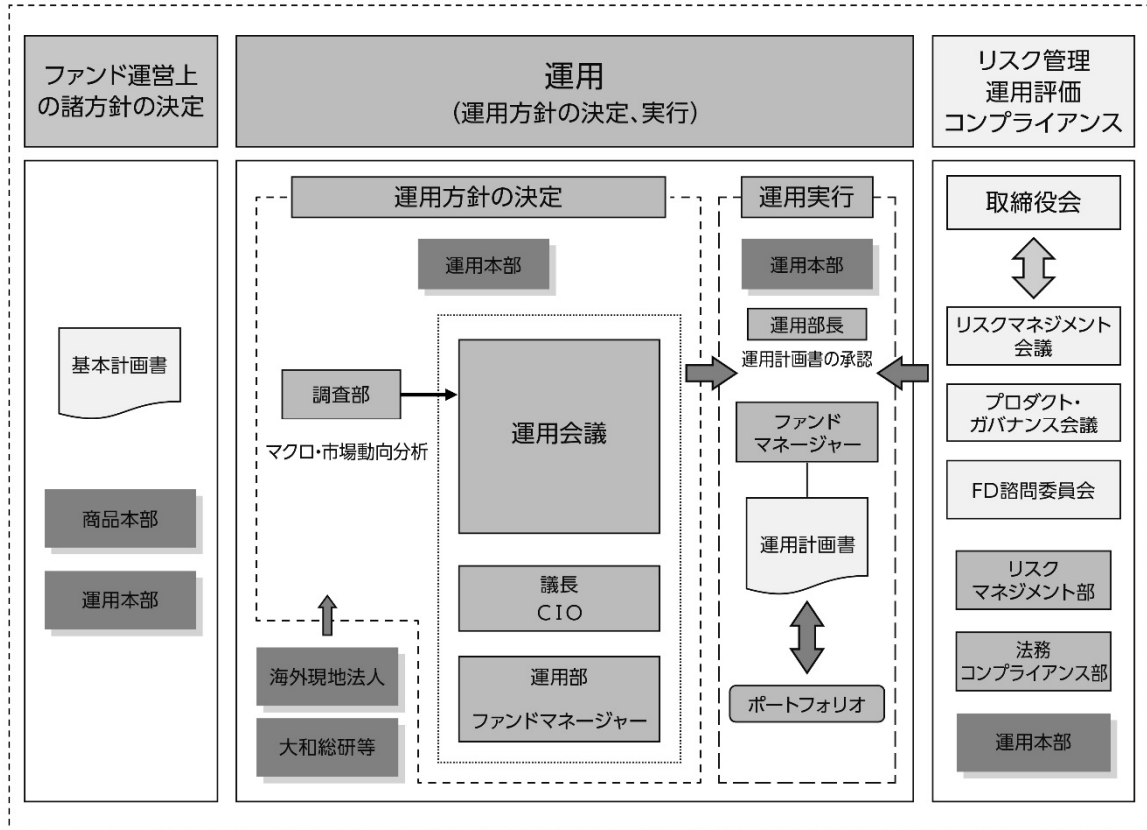 ファンド運営上
の諸方針の決定
基本計画書
商品本部
運用本部
運用
(運用方針の決定、実行)
運用方針の決定
運用本部
調査部
マクロ・市場動向分析
運用会議
議長
CIO
運用部
ファンドマネージャー
海外現地法人
大和総研等
運用実行
運用本部
運用部長
運用計画書の承認
ファンド
マネージャー
運用計画書
ポートフォリオ
リスク管理
運用評価
コンプライアンス
取締役会
リスクマネジメント
会議
プロダクト・
ガバナンス会議
FD諮問委員会
リスク
マネジメント部
法務
コンプライアンス部
運用本部